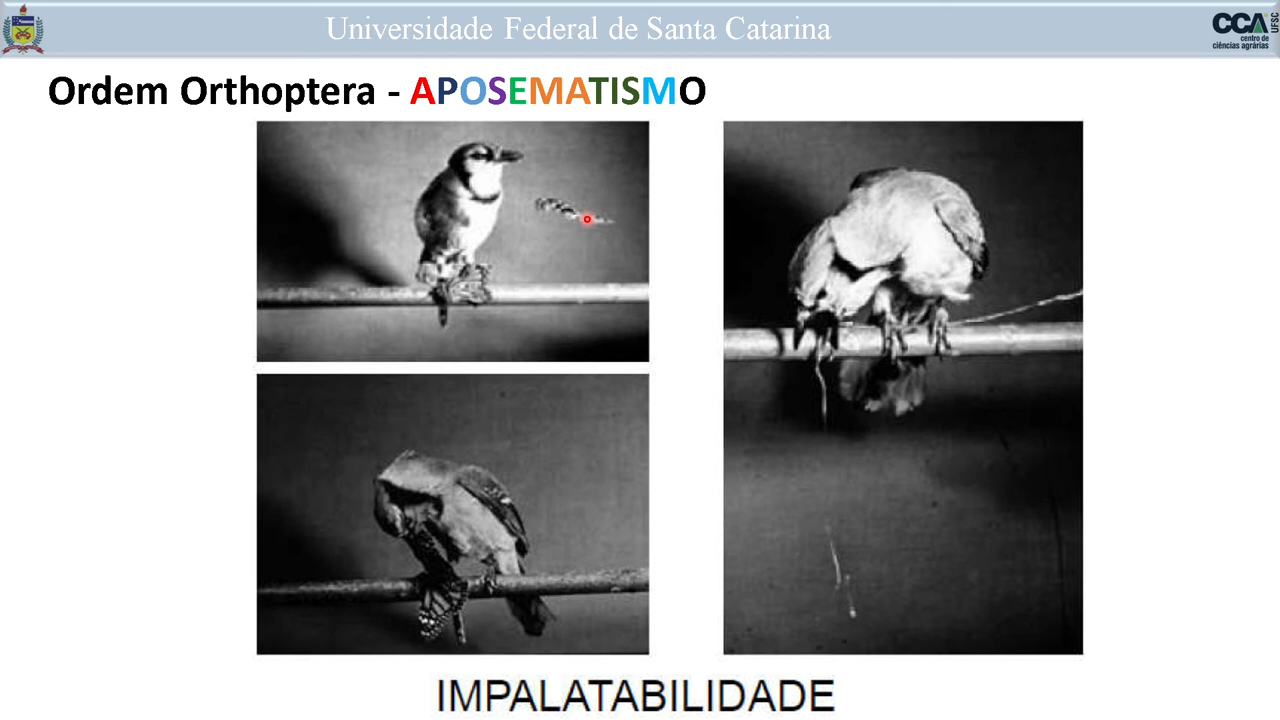 Universidade Federal de Santa Catarina
CCA
UFSC
centro de
ciências agrárias
Ordem Orthoptera - APOSEMATISMO
IMPALATABILIDADE